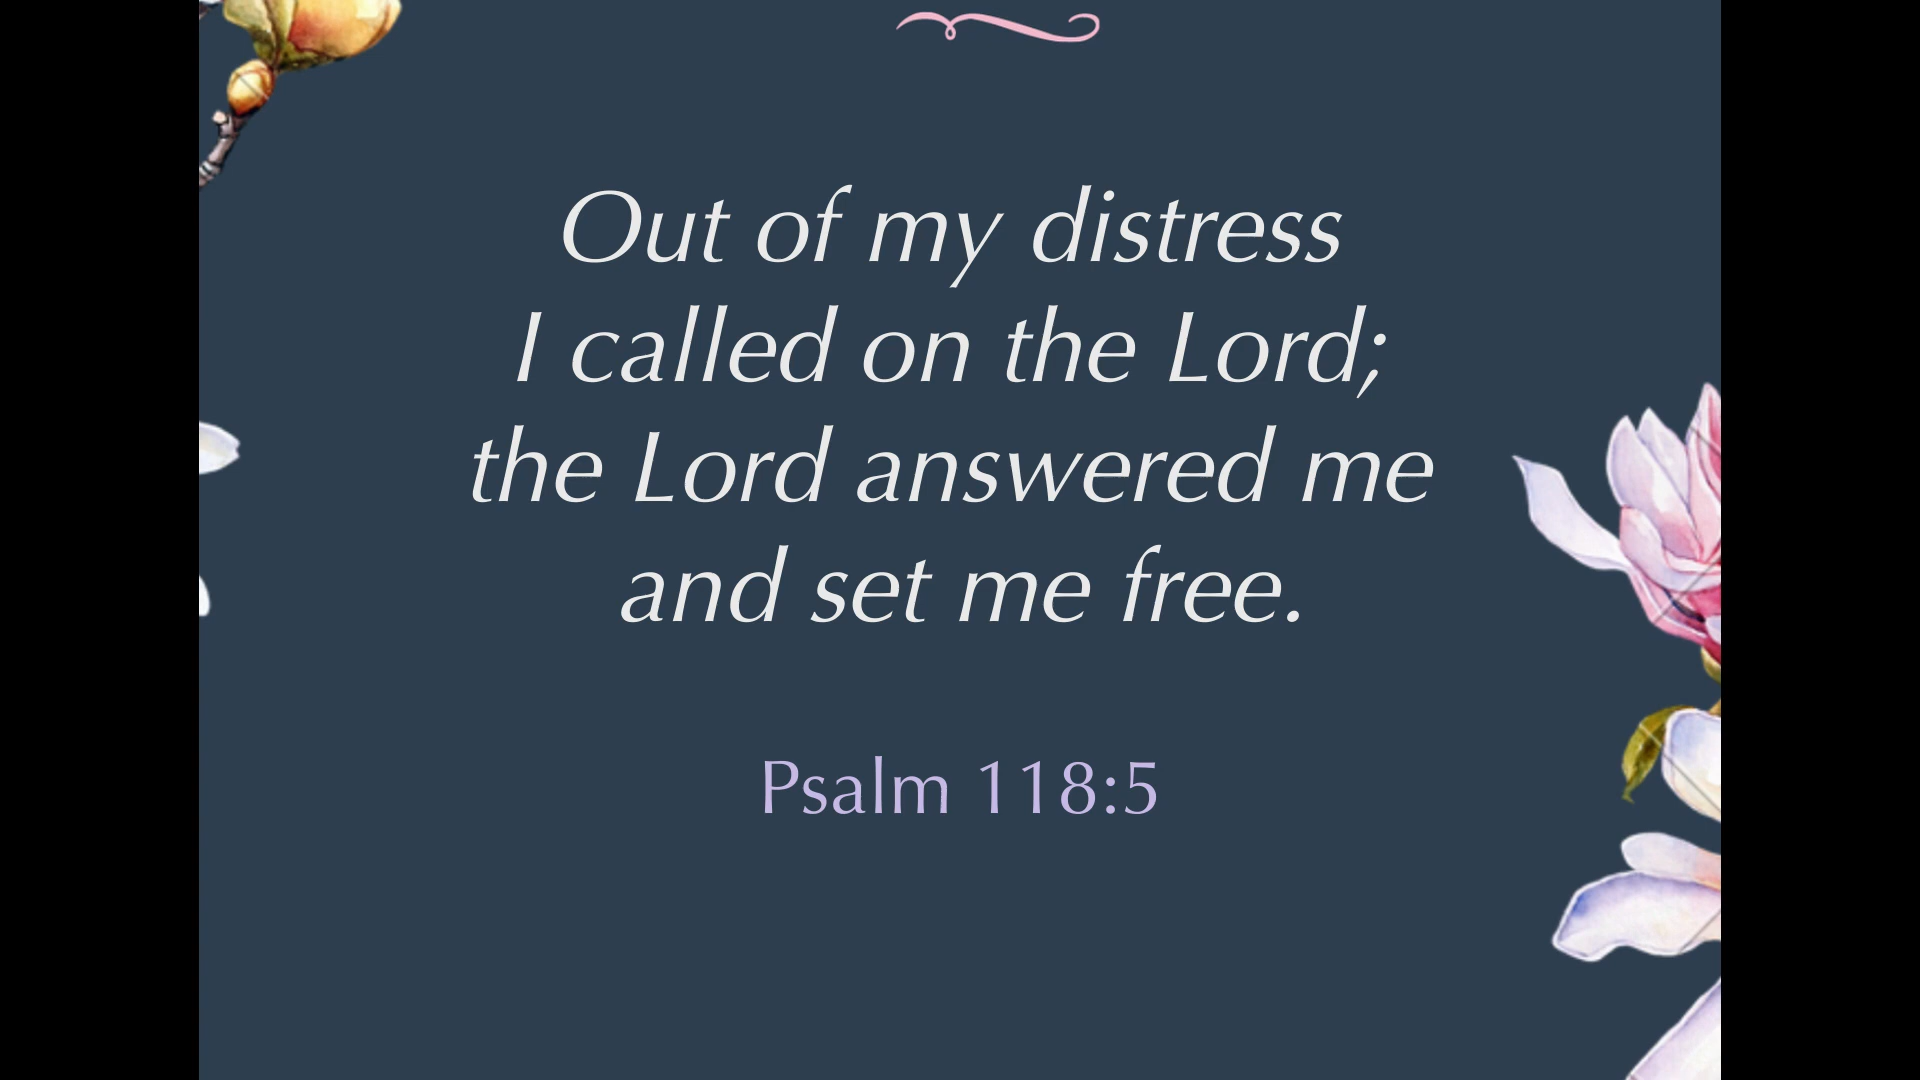 Out of my distress
I called on the Lord;
the Lord answered me
and set me free.
Psalm 118:5